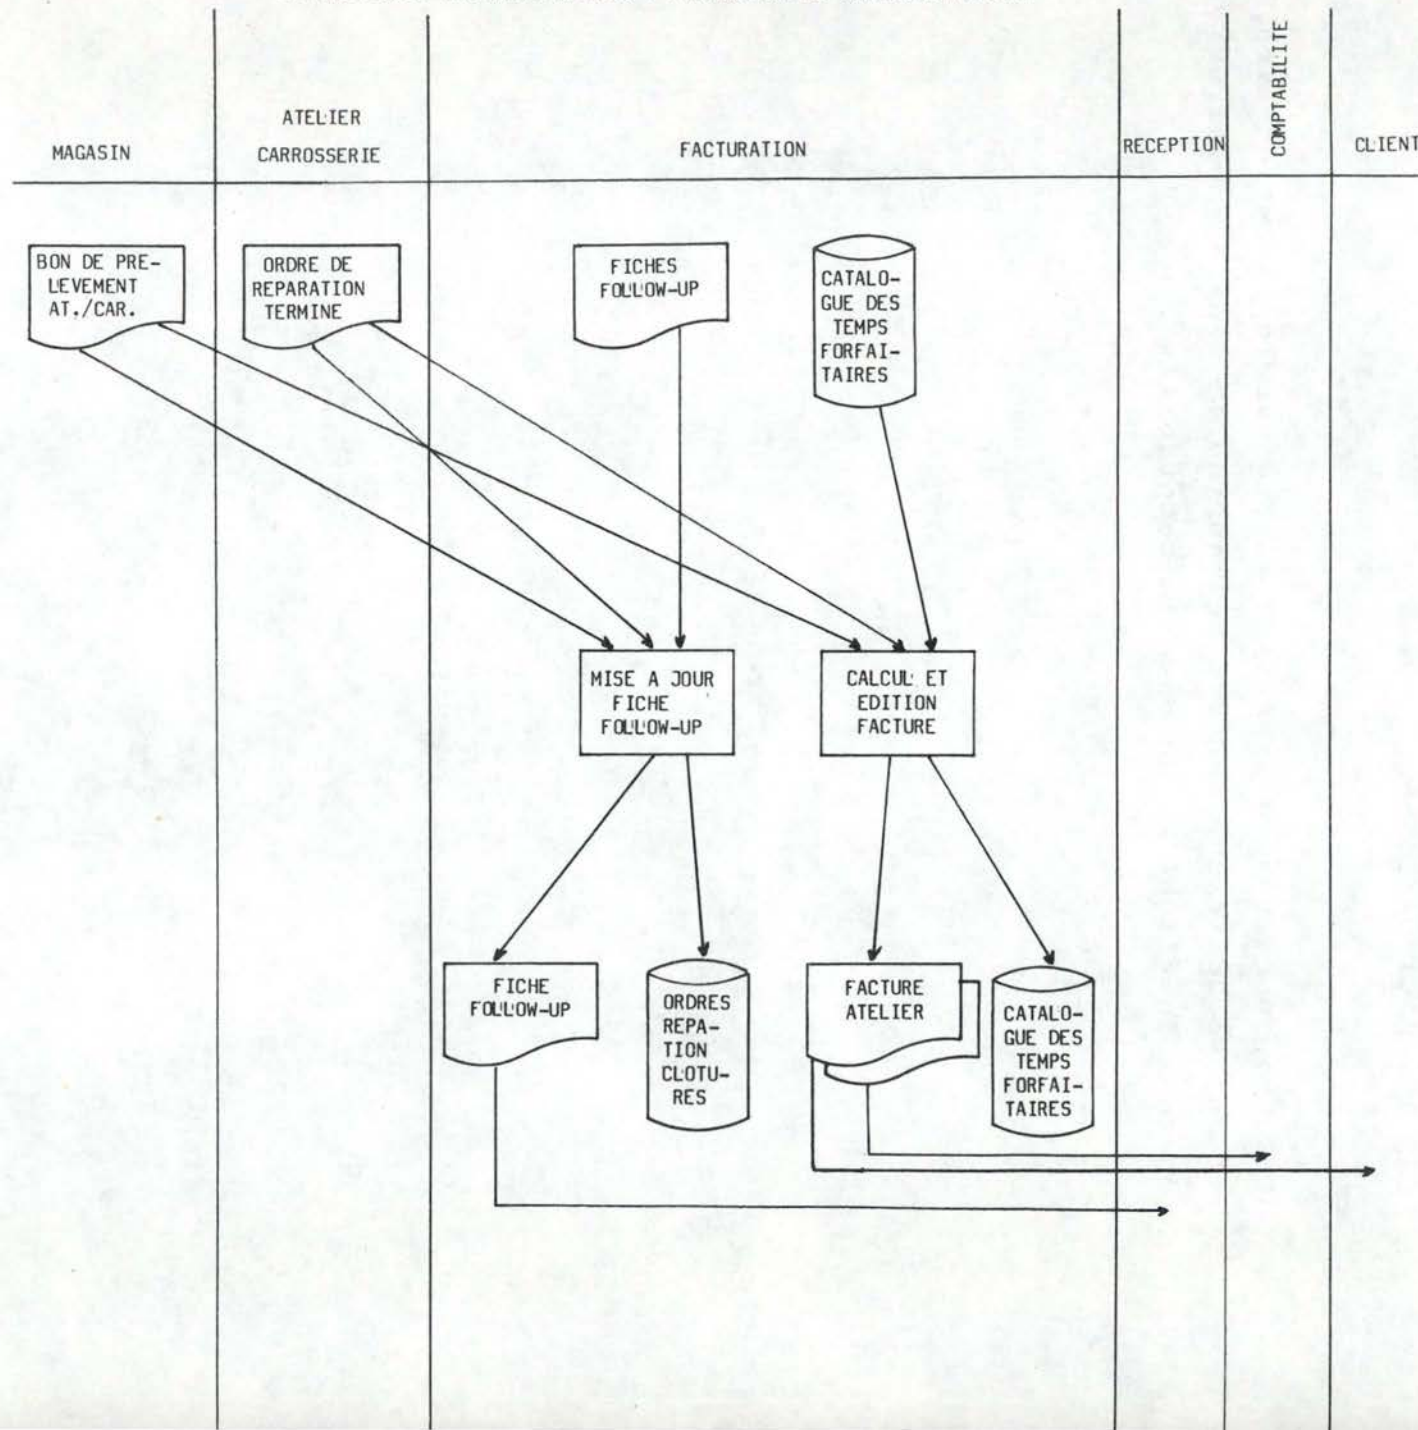 MAGASIN
ATELIER
CARROSSERIE
FACTURATION
RECEPTION
COMPTABILITE
CLIENT
BON DE PRE-
LEVEMENT
AT./CAR.
ORDRE DE
REPARATION
TERMINE
FICHES
FOLLOW-UP
CATALO-
GUE DES
TEMPS
FORFAI-
TAIRES
MISE A JOUR
FICHE
FOLLOW-UP
CALCUL ET
EDITION
FACTURE
FICHE
FOLLOW-UP
ORDRES
REPA-
TION
CLOTU-
RES
FACTURE
ATELIER
CATALO-
GUE DES
TEMPS
FORFAI-
TAIRES